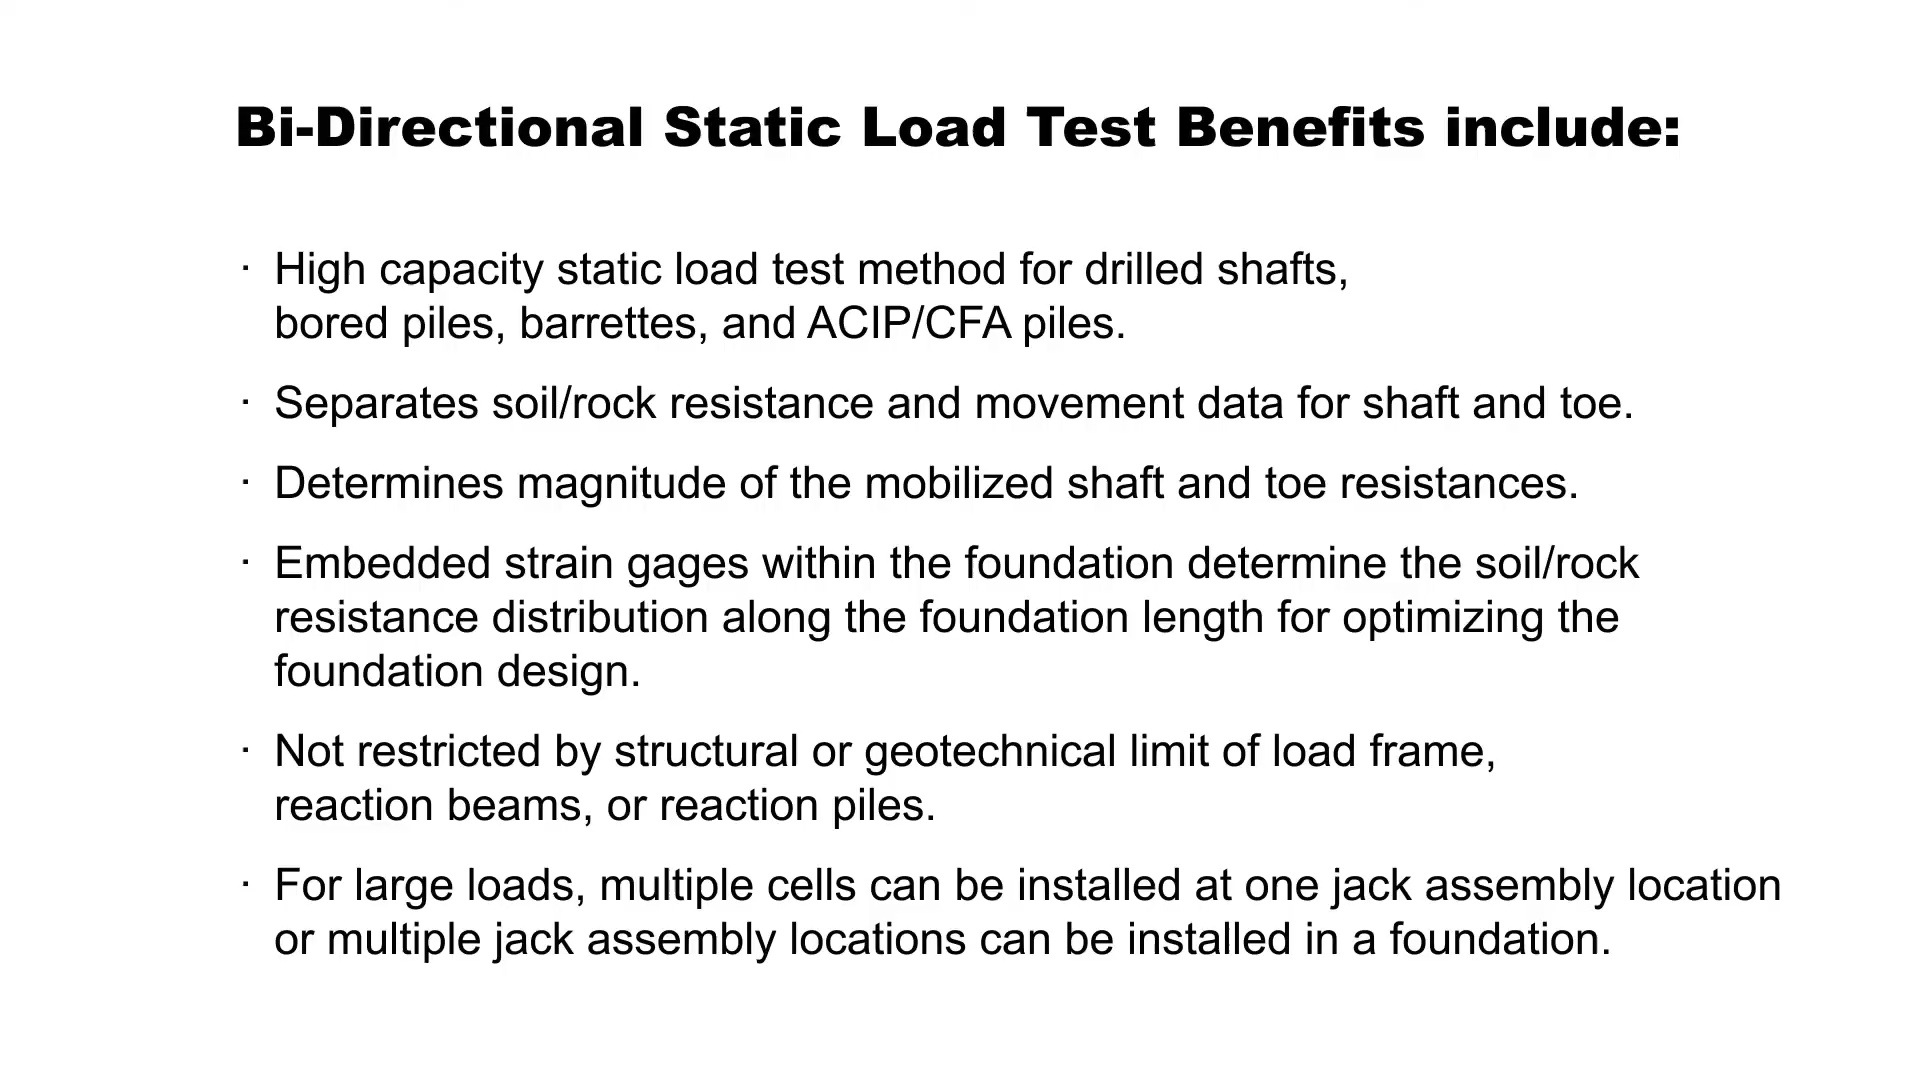 Bi-Directional Static Load Test Benefits include:
· High capacity static load test method for drilled shafts,
bored piles, barrettes, and ACIP/CFA piles.
· Separates soil/rock resistance and movement data for shaft and toe.
· Determines magnitude of the mobilized shaft and toe resistances.
· Embedded strain gages within the foundation determine the soil/rock
resistance distribution along the foundation length for optimizing the
foundation design.
· Not restricted by structural or geotechnical limit of load frame,
reaction beams, or reaction piles.
· For large loads, multiple cells can be installed at one jack assembly location
or multiple jack assembly locations can be installed in a foundation.